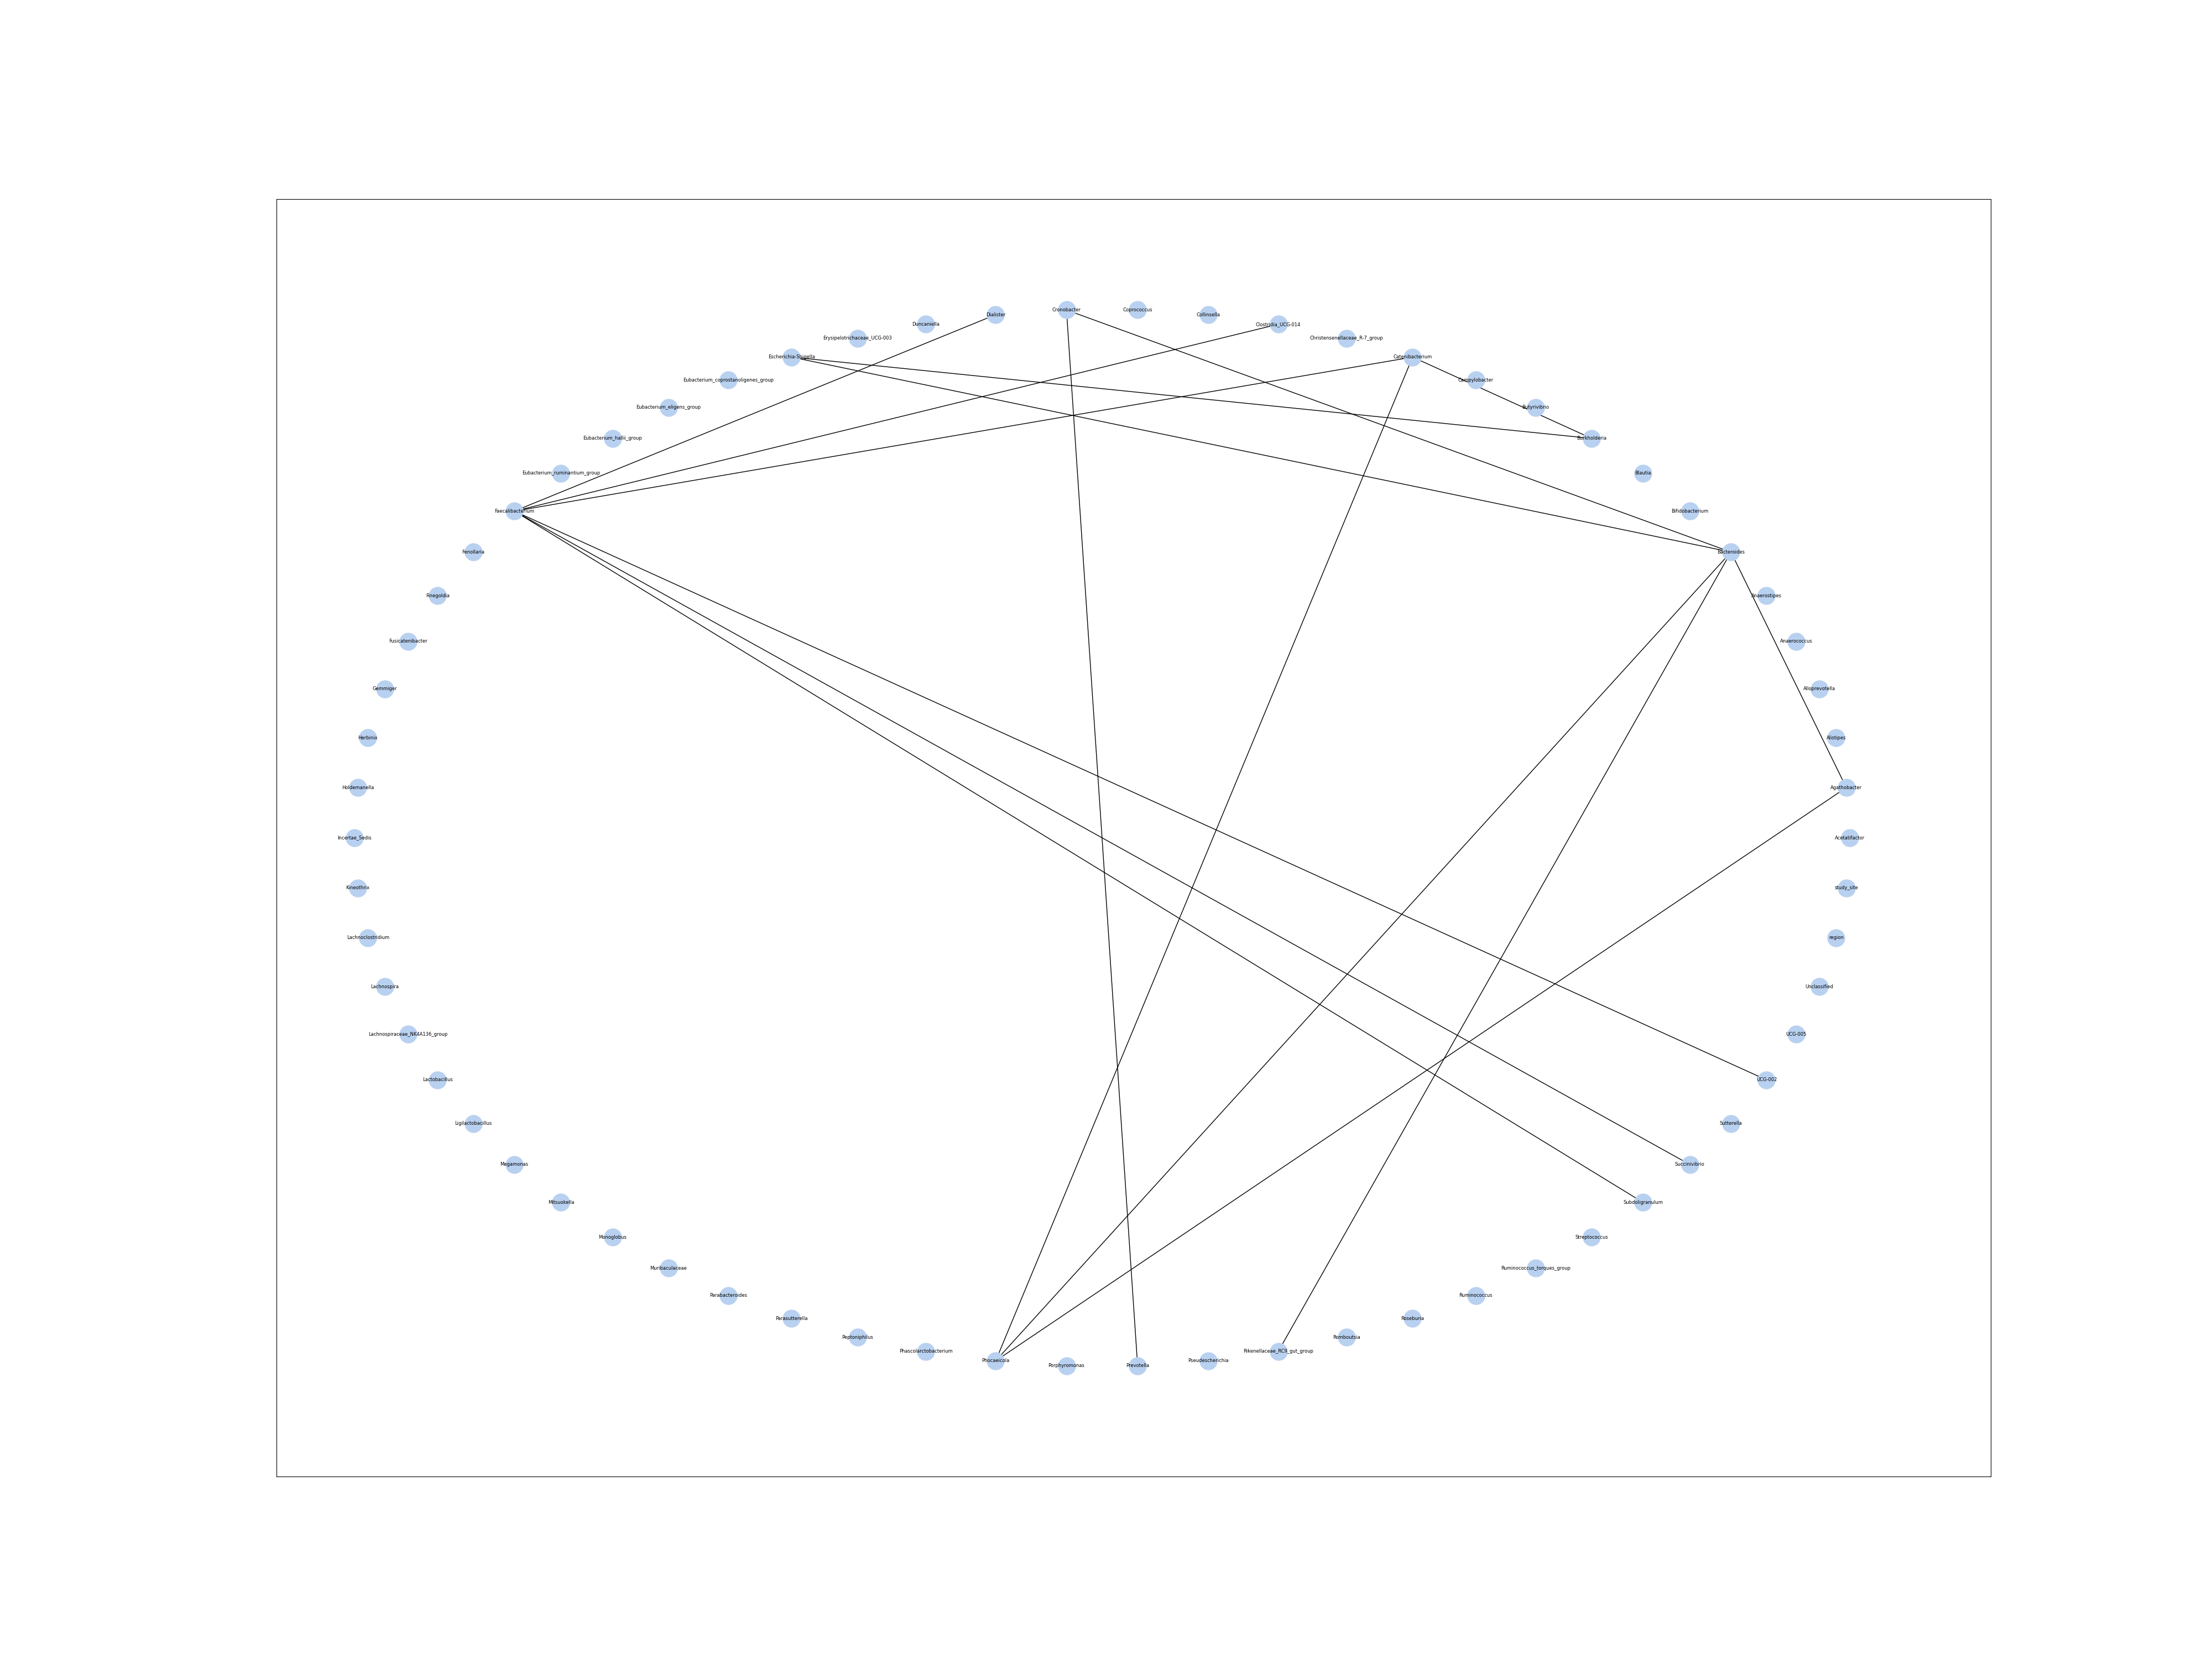 Cronobacter
Coprococcus
Collinsella
Dialister
Clostridia_UCG-014
Duncaniella
Christensenellaceae_R-7_group
Erysipelotrichaceae_UCG-003
Catenibacterium
Escherichia-Shigella
Campylobacter
Eubacterium_coprostanoligenes_group
Butyrivibrio
Eubacterium_eligens_group
Burkholderia
Eubacterium_hallii_group
Blautia
Eubacterium_ruminantium_group
Bifidobacterium
Faecalibacterium
Bacteroides
Fenollaria
Anaerostipes
Finegoldia
Anaerococcus
Fusicatenibacter
Alloprevotella
Gemmiger
Alistipes
Herbinix
Agathobacter
Holdemanella
Acetatifactor
Incertae_Sedis
study_site
Kineothrix
region
Lachnoclostridium
Unclassified
Lachnospira
UCG-005
Lachnospiraceae_NK4A136_group
UCG-002
Lactobacillus
Sutterella
Ligilactobacillus
Succinivibrio
Megamonas
Subdoligranulum
Mitsuokella
Streptococcus
Monoglobus
Ruminococcus_torques_group
Muribaculaceae
Ruminococcus
Parabacteroides
Roseburia
Parasutterella
Romboutsia
Peptoniphilus
Rikenellaceae_RC9_gut_group
Phascolarctobacterium
Pseudescherichia
Phocaeicola
Prevotella
Porphyromonas